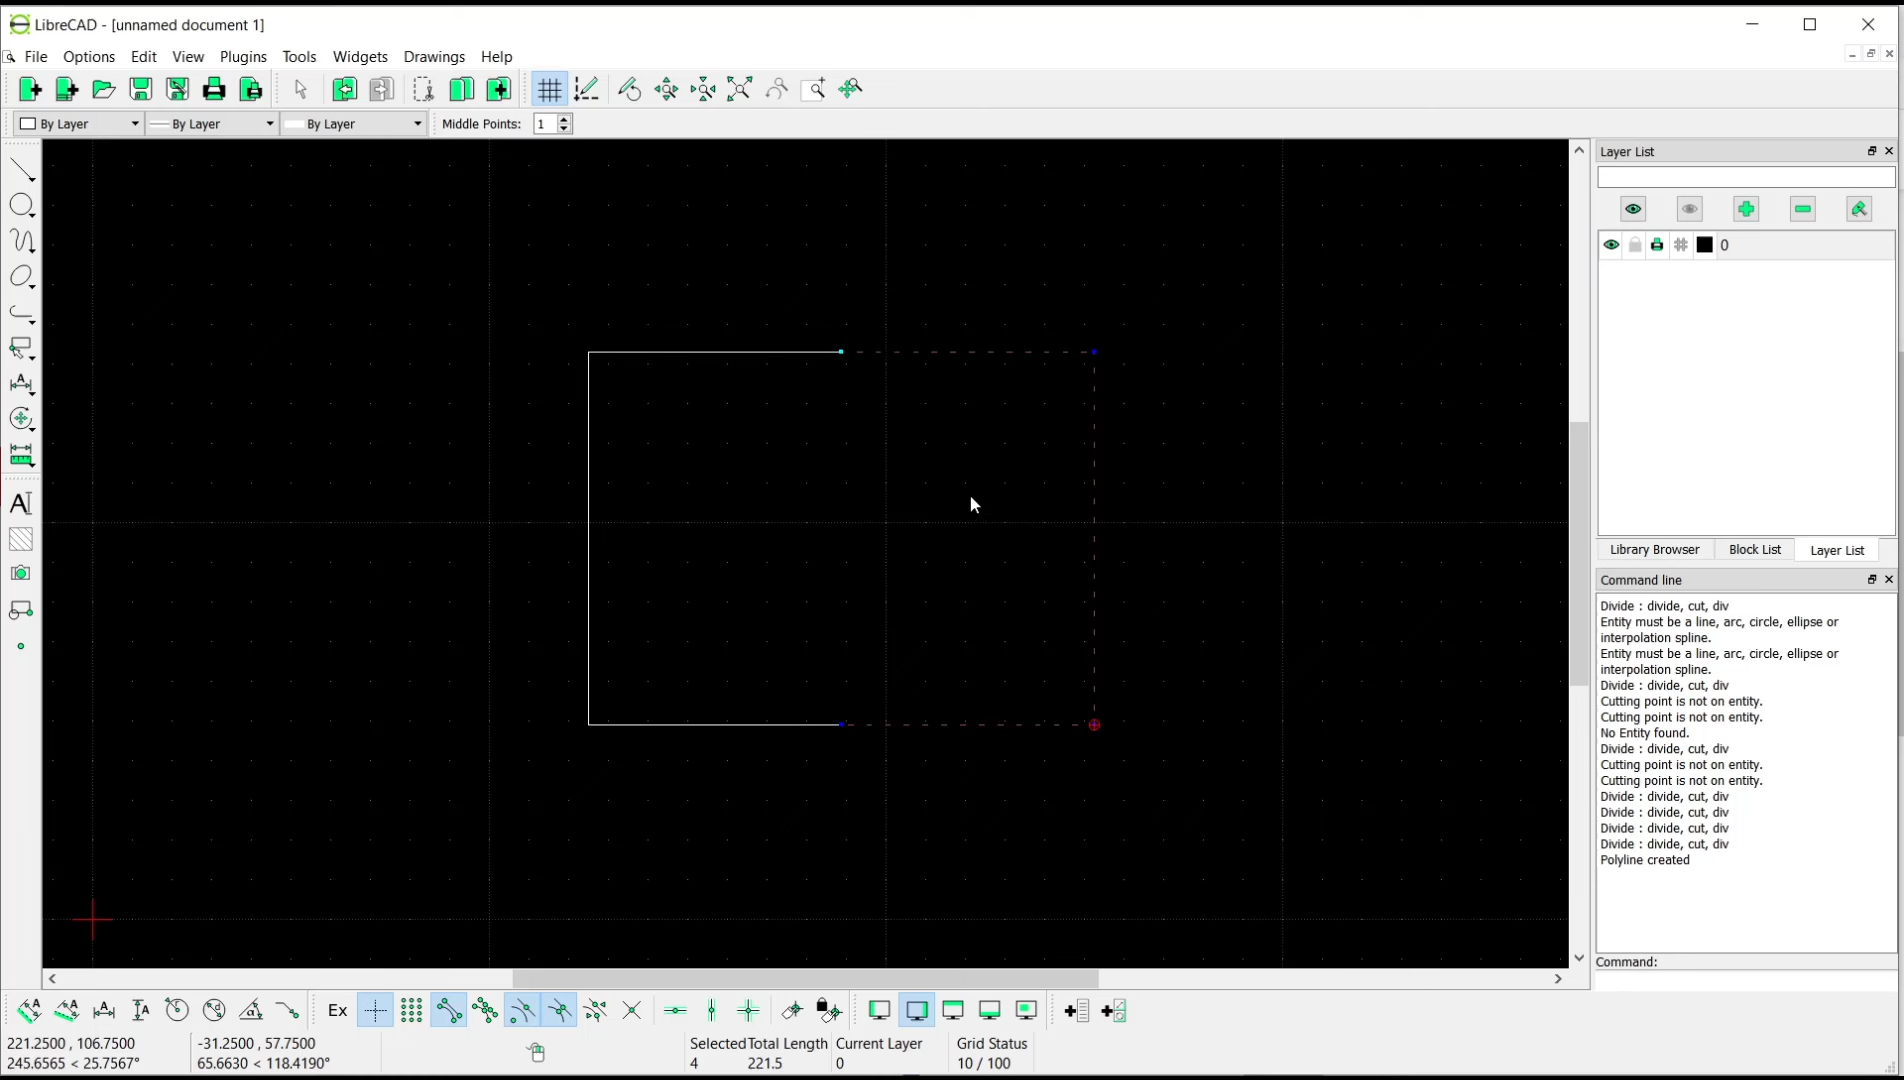 LibreCAD - [unnamed document 1]
File Options Edit View Plugins Tools Widgets Drawings Help
By Layer By Layer By Layer Middle Points: 1
Layer List
0
Library Browser Block List Layer List
Command line
Divide : divide, cut, div
Entity must be a line, arc, circle, ellipse or
interpolation spline.
Entity must be a line, arc, circle, ellipse or
interpolation spline.
Divide : divide, cut, div
Cutting point is not on entity.
Cutting point is not on entity.
No Entity found.
Divide : divide, cut, div
Cutting point is not on entity.
Cutting point is not on entity.
Divide : divide, cut, div
Divide : divide, cut, div
Divide : divide, cut, div
Divide : divide, cut, div
Polyline created
Command:
Ex
221.2500 , 106.7500 -31.2500 , 57.7500 Selected Total Length Current Layer Grid Status
245.6565 < 25.7567° 65.6630 < 118.4190° 4 221.5 0 10 / 100